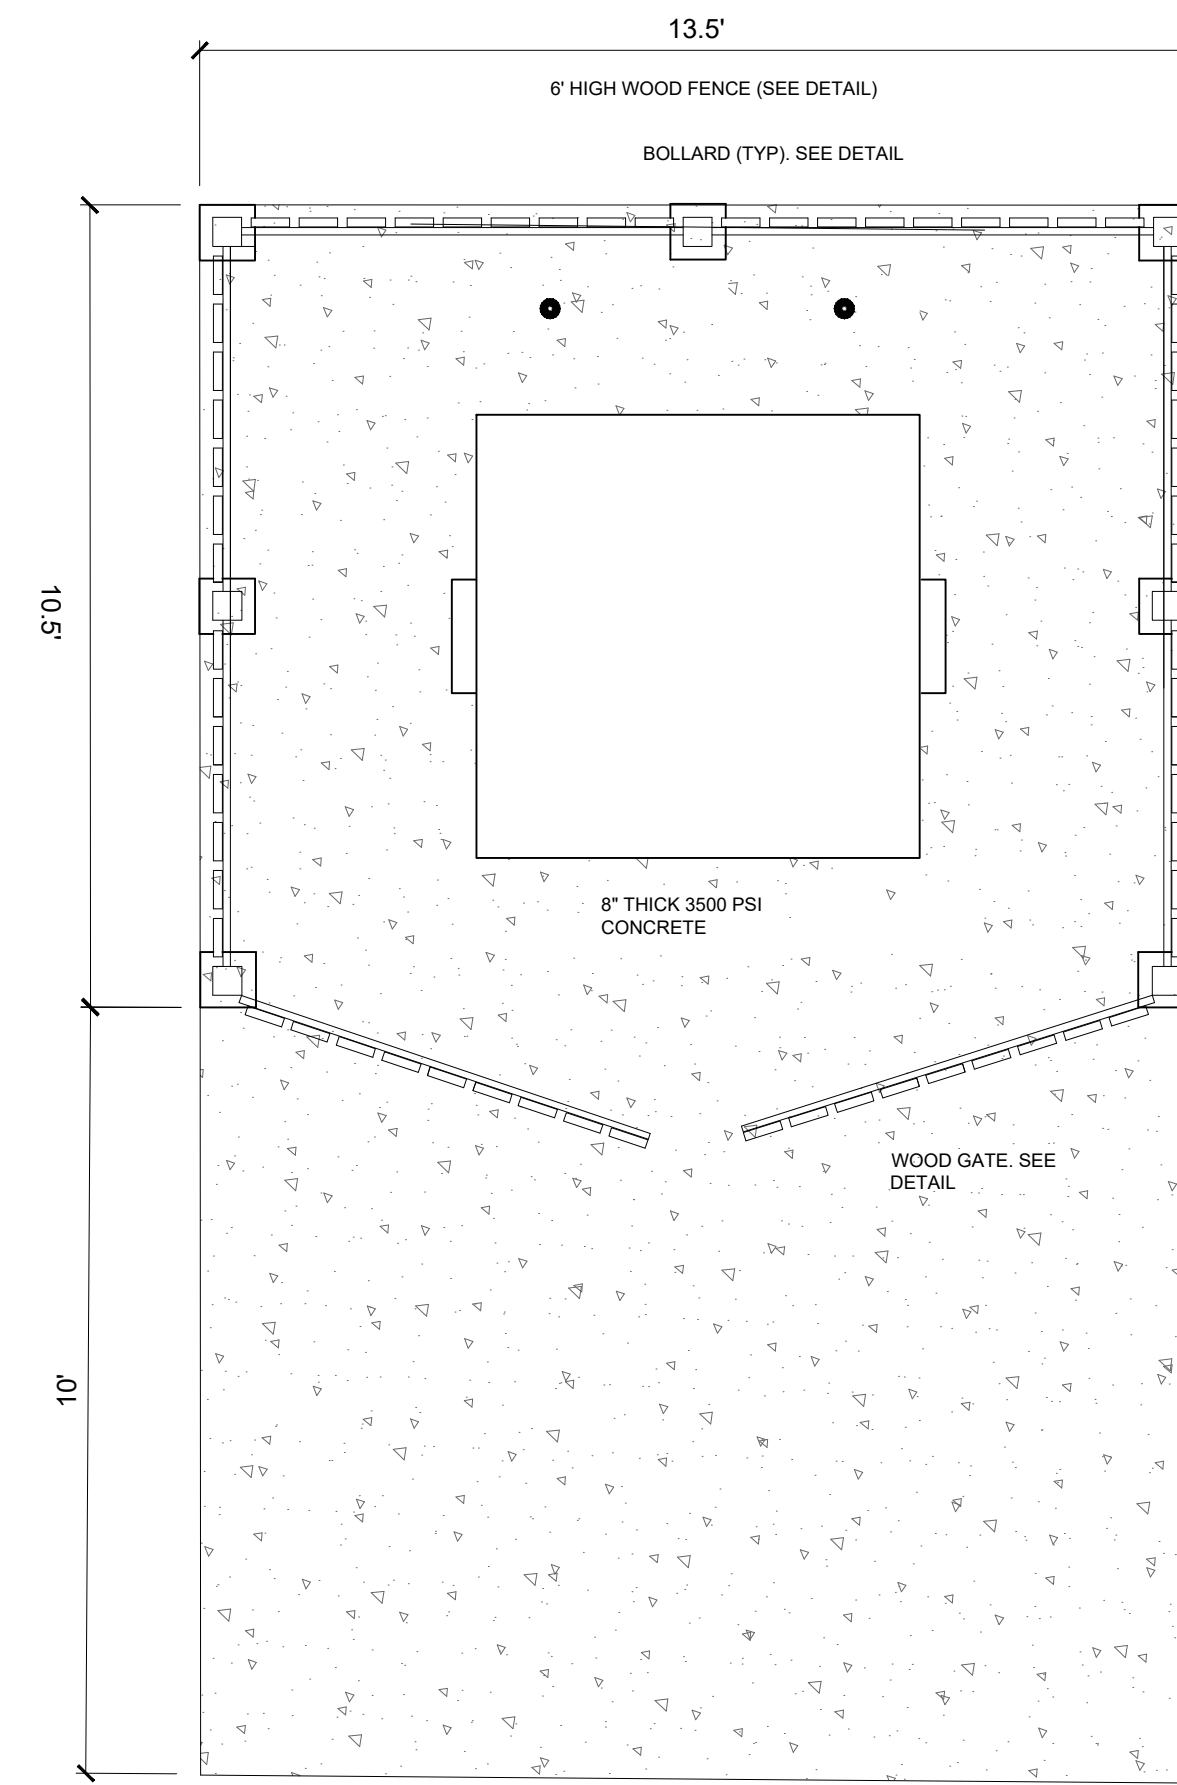 13.5'
6' HIGH WOOD FENCE (SEE DETAIL)
BOLLARD (TYP). SEE DETAIL
10.5'
8" THICK 3500 PSI
CONCRETE
WOOD GATE. SEE
DETAIL
10'